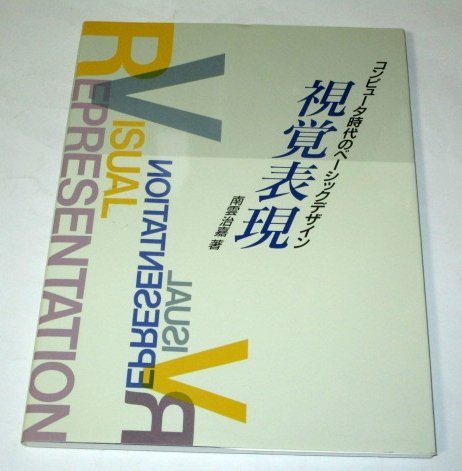 コンピュータ時代のベーシックデザイン
視覚表現
南雲治嘉 著
VISUAL
REPRESENTATION
VISUAL
REPRESENTATION